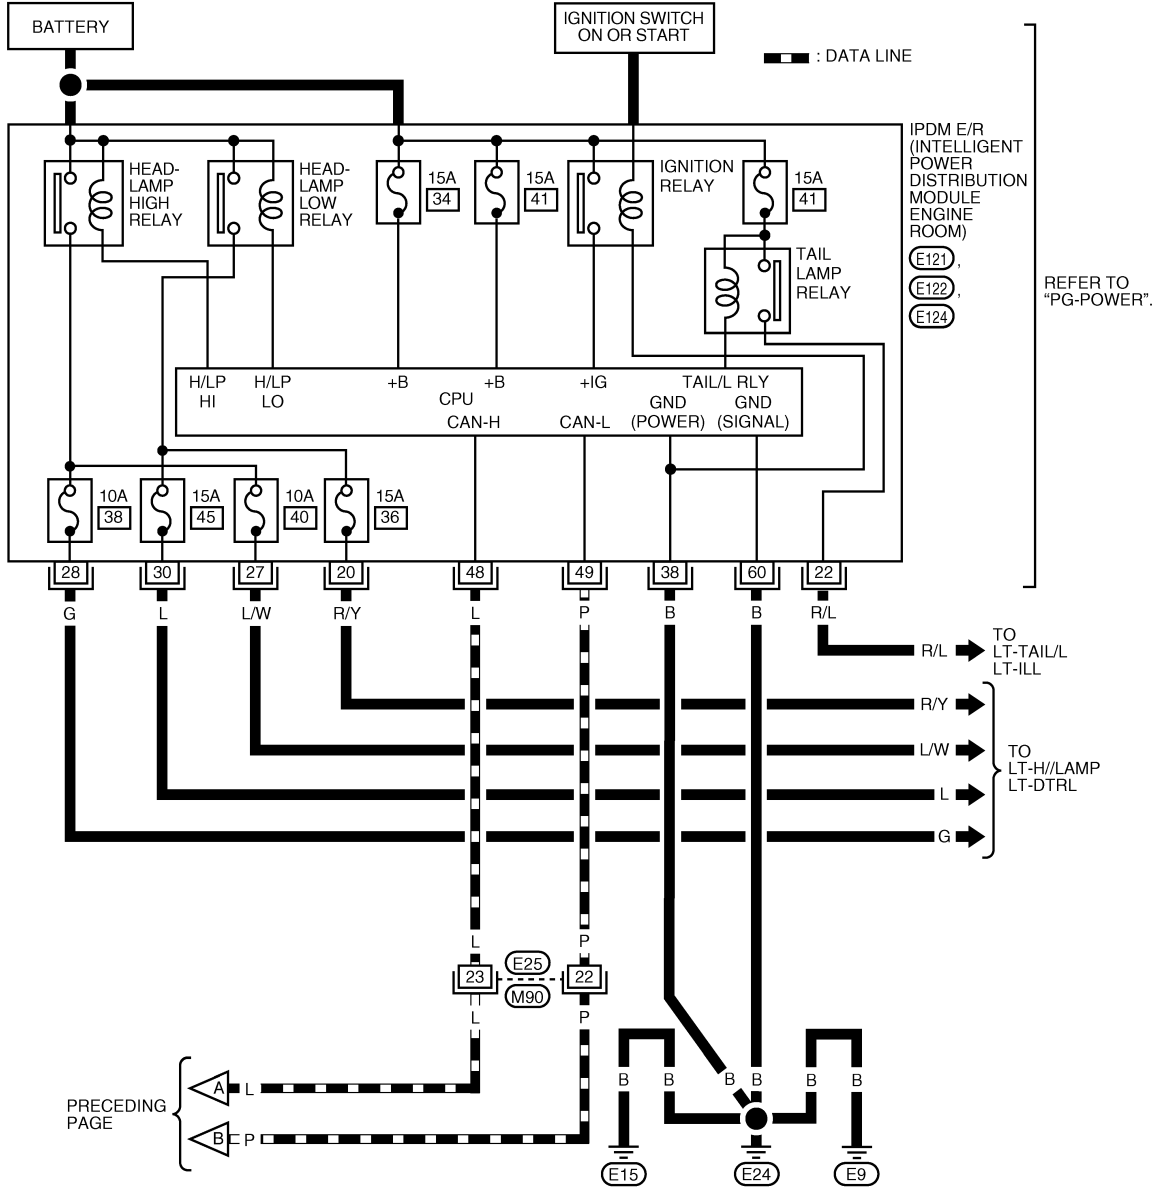 BATTERY
IGNITION SWITCH
ON OR START
: DATA LINE
HEAD-
LAMP
HIGH
RELAY
HEAD-
LAMP
LOW
RELAY
15A
34
15A
41
IGNITION
RELAY
15A
41
TAIL
LAMP
RELAY
IPDM E/R
(INTELLIGENT
POWER
DISTRIBUTION
MODULE
ENGINE
ROOM)
E121 ,
E122 ,
E124
REFER TO
“PG-POWER”.
H/LP
HI
H/LP
LO
+B
+B
+IG
TAIL/L RLY
CPU
CAN-H
CAN-L
GND
(POWER)
GND
(SIGNAL)
10A
38
15A
45
10A
40
15A
36
28 30 27 20 48 49 38 60 22
G L L/W R/Y L P B B R/L
R/L
TO
LT-TAIL/L
LT-ILL
R/Y
L/W
L
G
TO
LT-H//LAMP
LT-DTRL
L P
23 E25 22
M90
L P
B B B B B B
A L
PRECEDING
PAGE
B P
E15 E24 E9